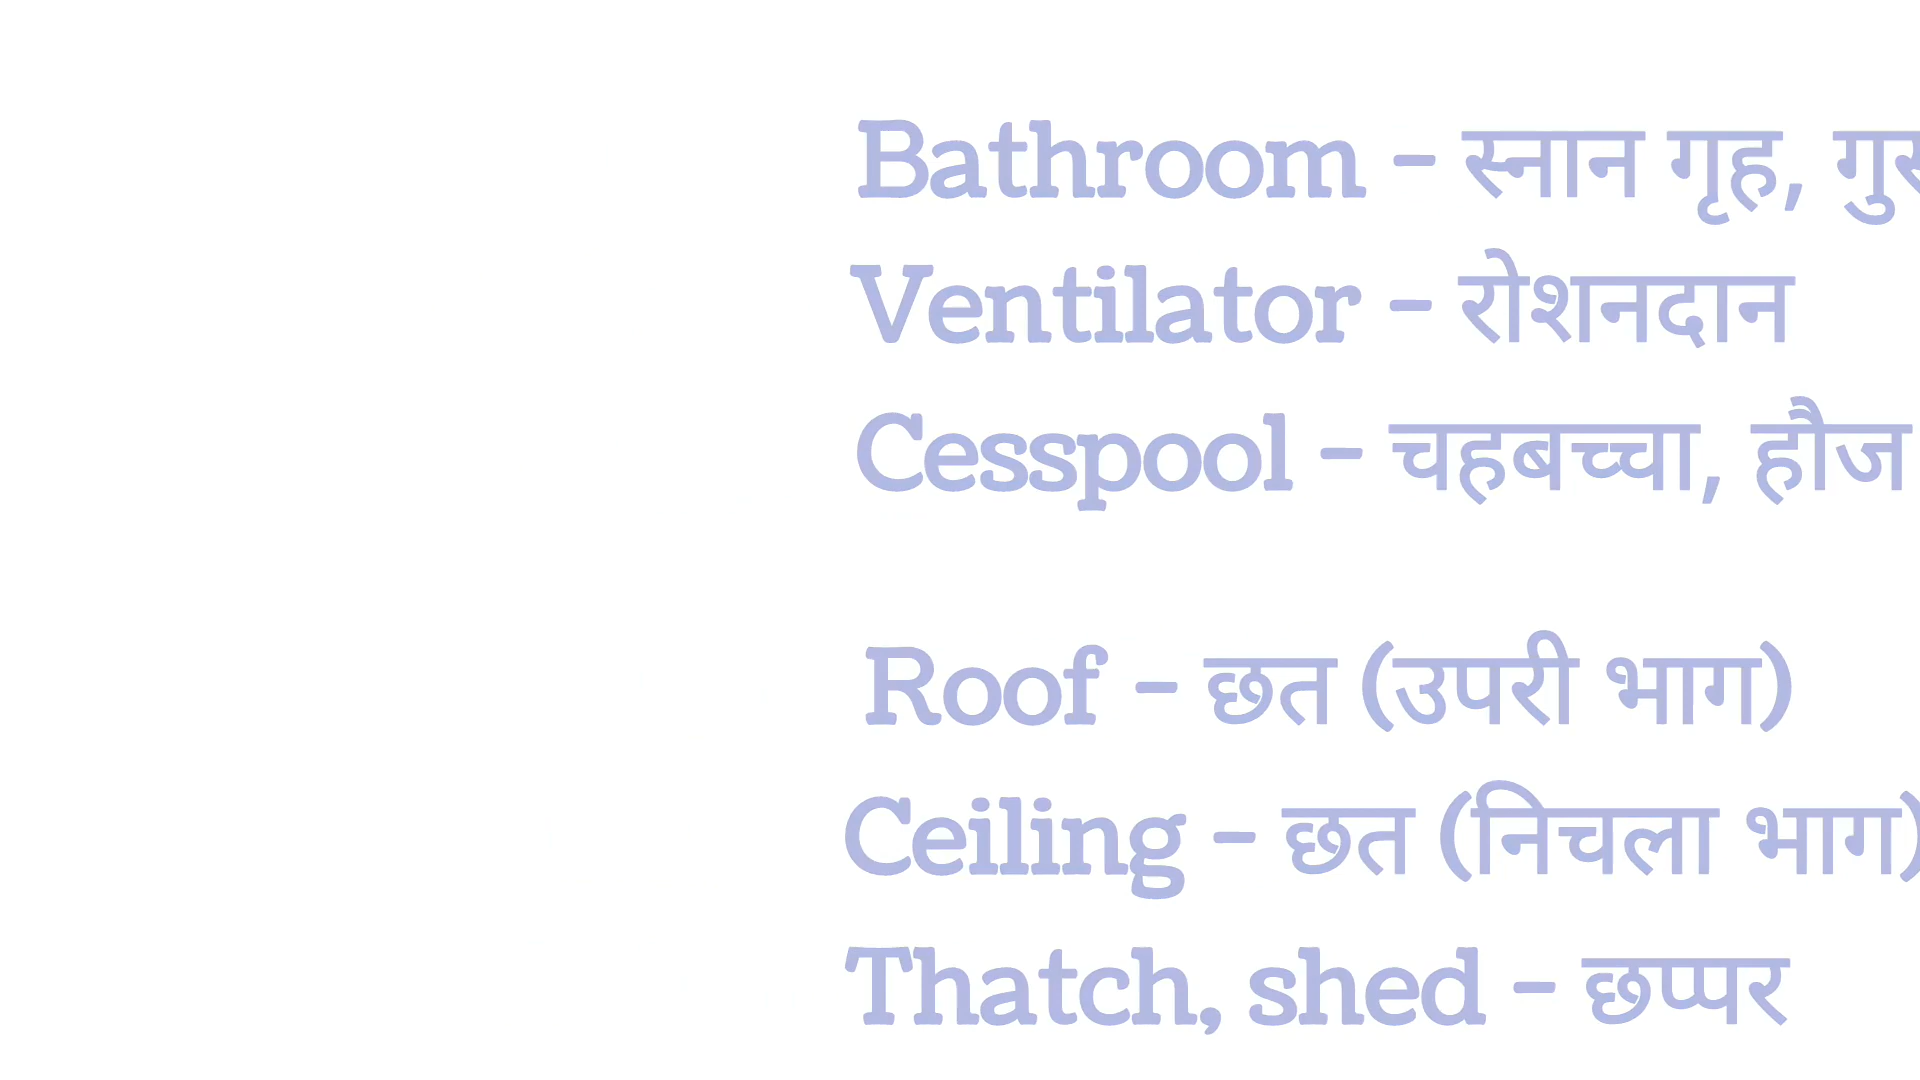 Bathroom - स्नान गृह,
Ventilator - रोशनदान
Cesspool - चहबच्चा, हौज
Roof - छत (उपरी भाग)
Ceiling - छत (निचला भाग)
Thatch, shed - छप्पर